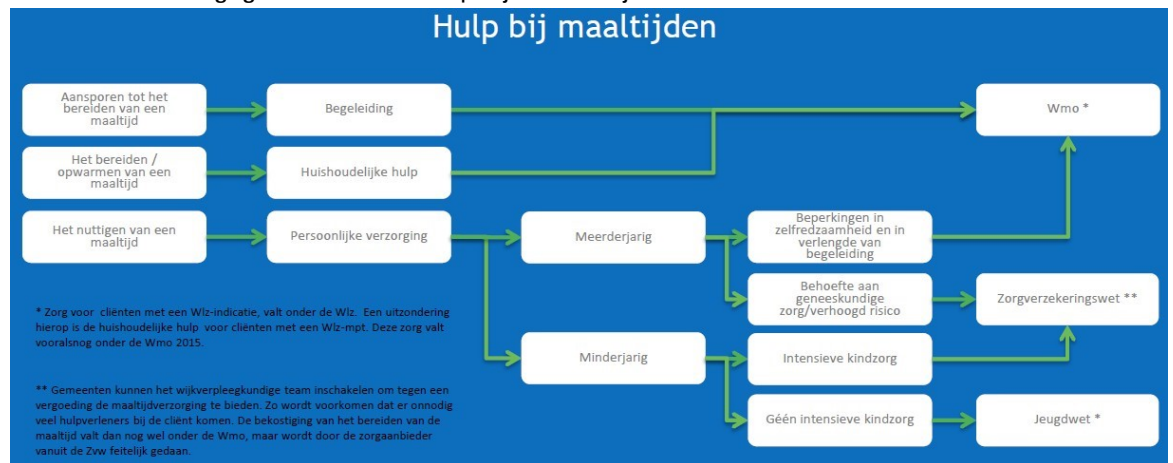 Hulp bij maaltijden
Aansporen tot het
bereiden van een
maaltijd
Begeleiding
Wmo *
Het bereiden /
opwarmen van een
maaltijd
Huishoudelijke hulp
Het nuttigen van een
maaltijd
Persoonlijke verzorging
Meerderjarig
Beperkingen in
zelfredzaamheid en in
verlengde van
begeleiding
Behoefte aan
geneeskundige
zorg/verhoogd risico
Zorgverzekeringswet **
Minderjarig
Intensieve kindzorg
Géén intensieve kindzorg
Jeugdwet *
* Zorg voor cliënten met een Wlz-indicatie, valt onder de Wlz. Een uitzondering
hierop is de huishoudelijke hulp voor cliënten met een Wlz-mpt. Deze zorg valt
vooralsnog onder de Wmo 2015.
** Gemeenten kunnen het wijkverpleegkundige team inschakelen om tegen een
vergoeding de maaltijdverzorging te bieden. Zo wordt voorkomen dat er onnodig
veel hulpverleners bij de cliënt komen. De bekostiging van het bereiden van de
maaltijd valt dan nog wel onder de Wmo, maar wordt door de zorgaanbieder
vanuit de Zvw feitelijk gedaan.